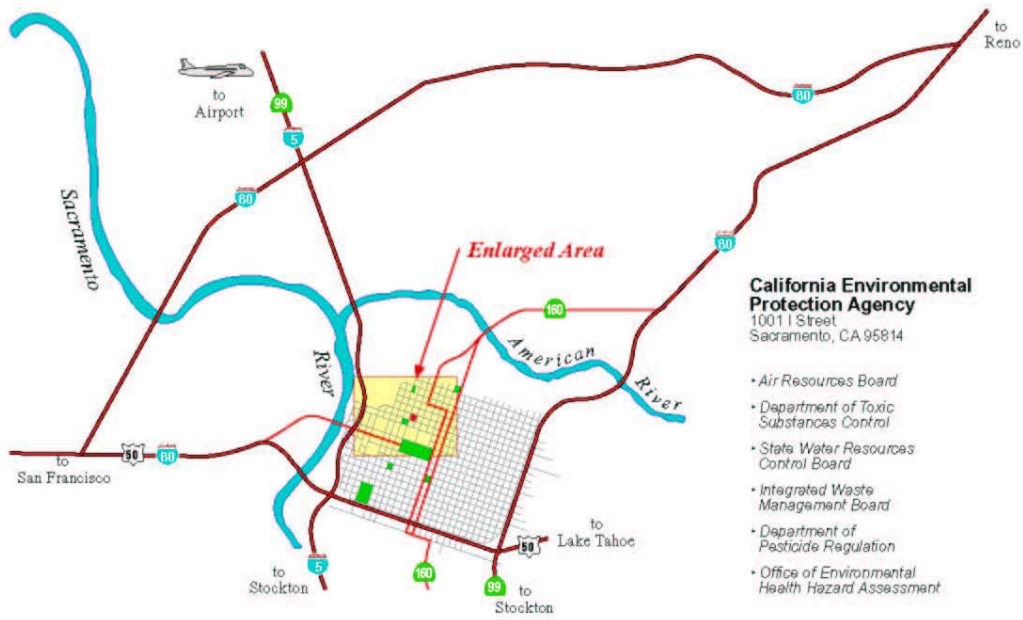 to
Reno
to
Airport
99
5
80
80
80
Sacramento
River
Enlarged Area
160
American
River
California Environmental
Protection Agency
1001 I Street
Sacramento, CA 95814
• Air Resources Board
• Department of Toxic
Substances Control
• State Water Resources
Control Board
• Integrated Waste
Management Board
• Department of
Pesticide Regulation
• Office of Environmental
Health Hazard Assessment
to
San Francisco
50
80
to
Stockton
5
160
99
to
Stockton
50
to
Lake Tahoe